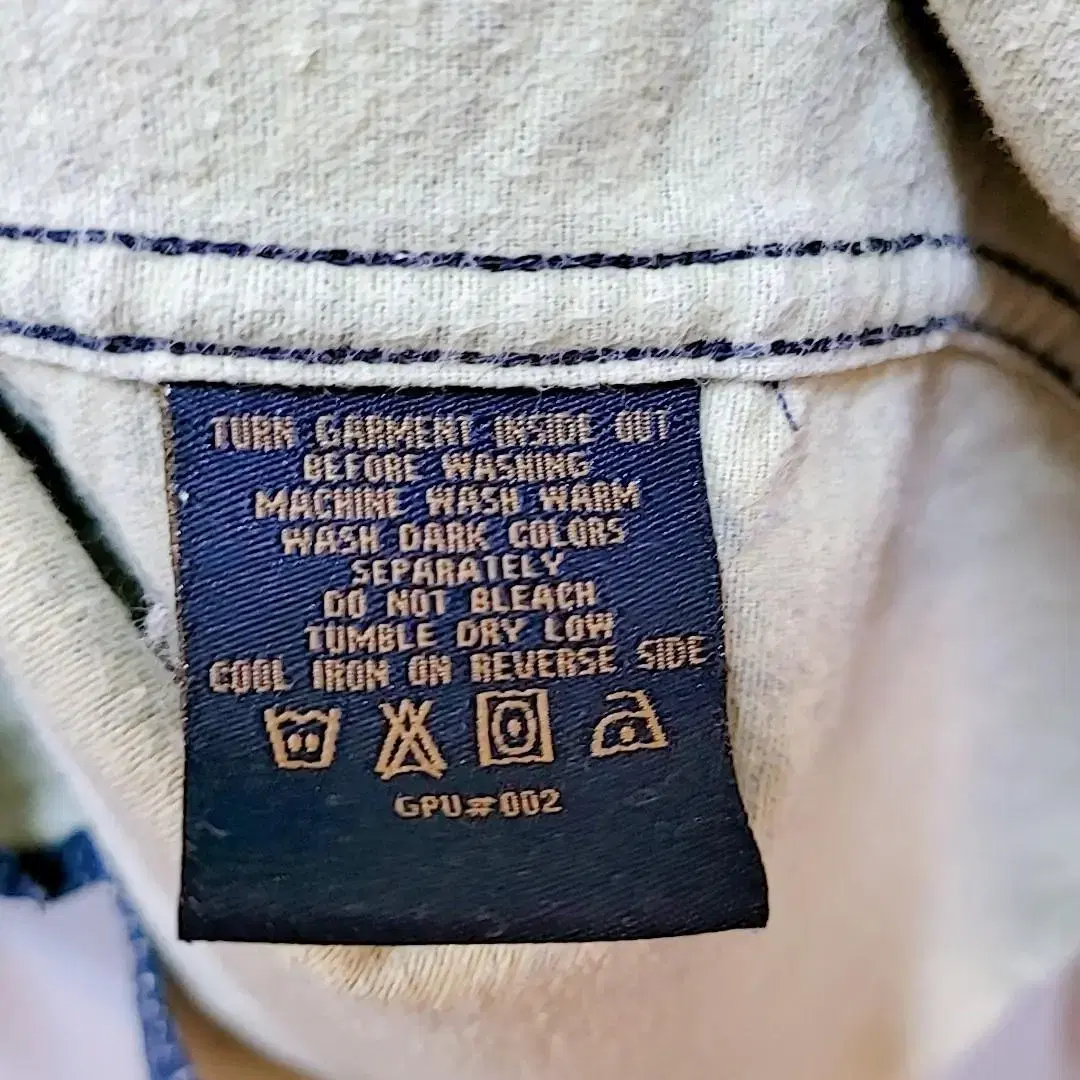 TURN GARMENT INSIDE OUT
BEFORE WASHING
MACHINE WASH WARM
WASH DARK COLORS
SEPARATELY
DO NOT BLEACH
TUMBLE DRY LOW
COOL IRON ON REVERSE SIDE
GPU#002